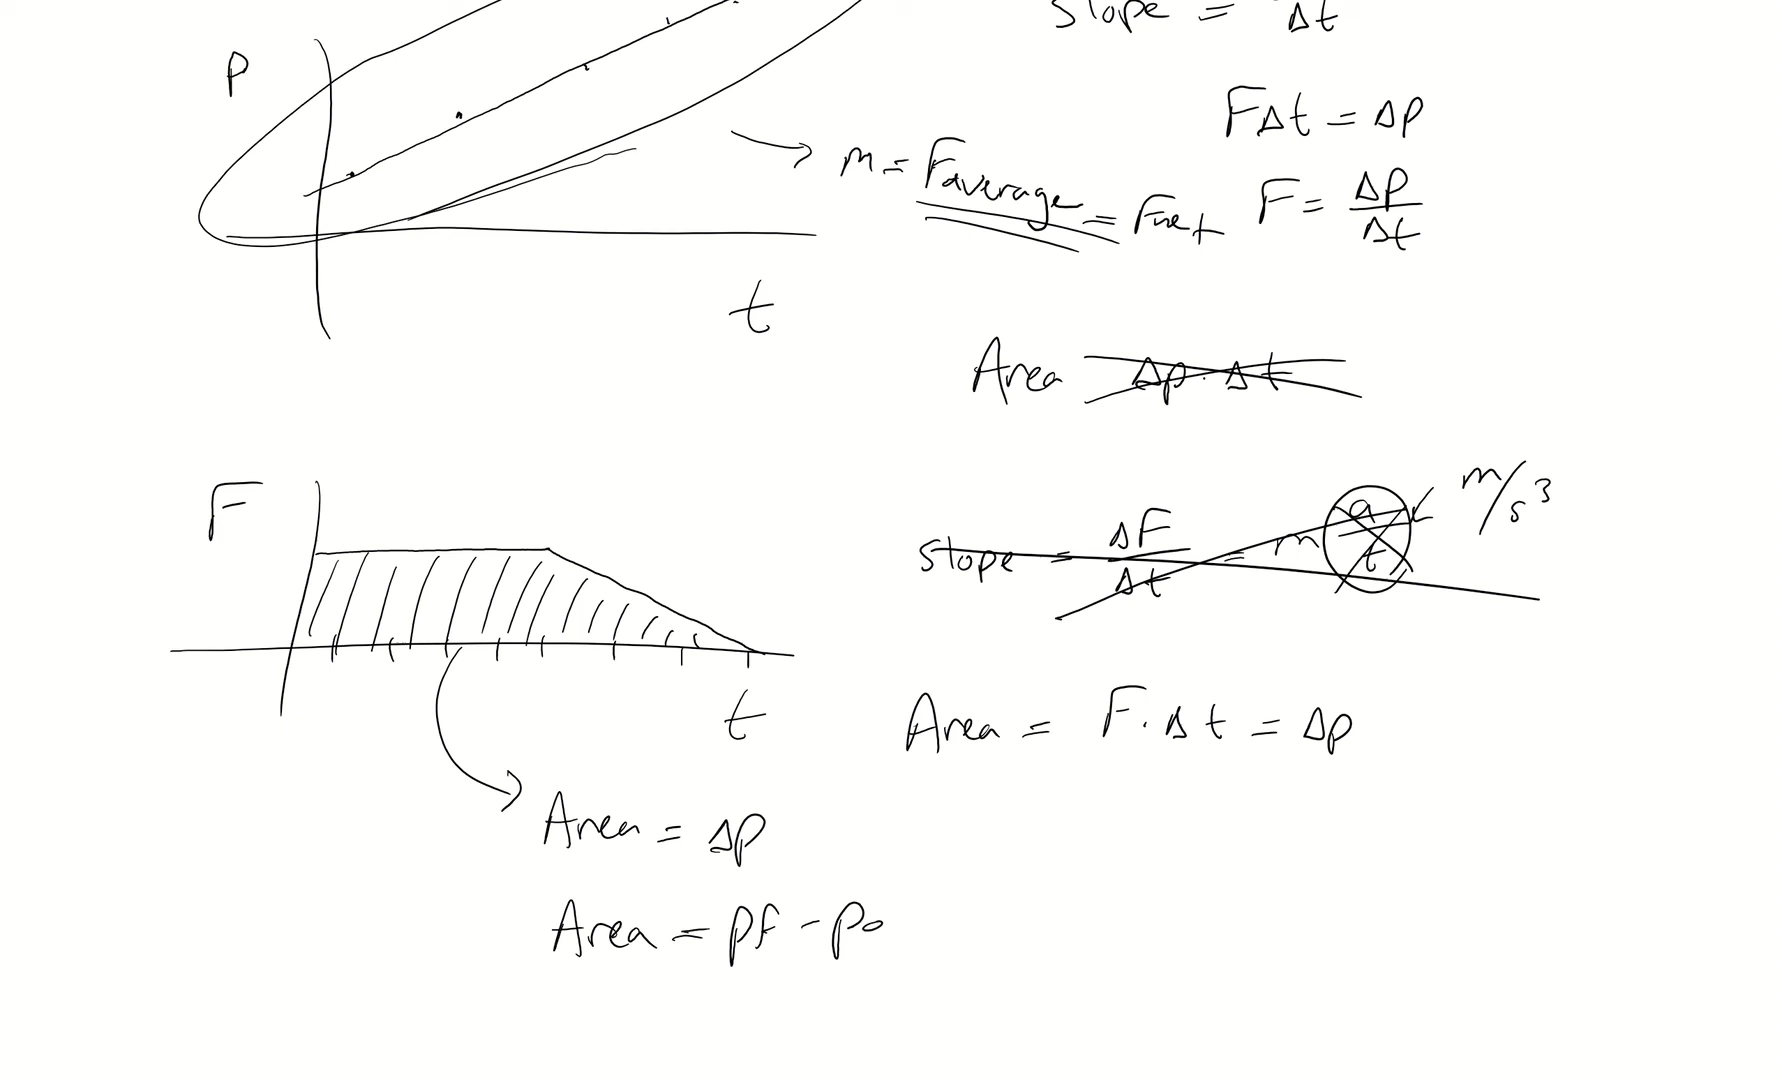 slope = Δt
P
FΔt = Δp
m = Faverage = Fnet
F = Δp/Δt
t
Area Δp · Δt
F
slope = ΔF/Δt = m a/t
m/s³
t
Area = F · Δt = Δp
Area = Δp
Area = pf - po